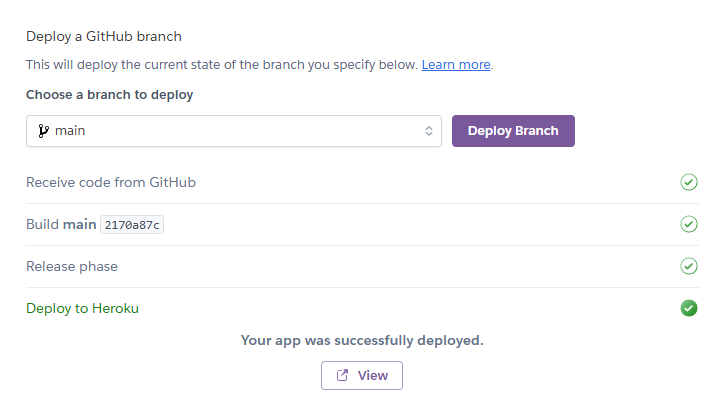 Deploy a GitHub branch
This will deploy the current state of the branch you specify below. Learn more.
Choose a branch to deploy
main
Deploy Branch
Receive code from GitHub
Build main 2170a87c
Release phase
Deploy to Heroku
Your app was successfully deployed.
View